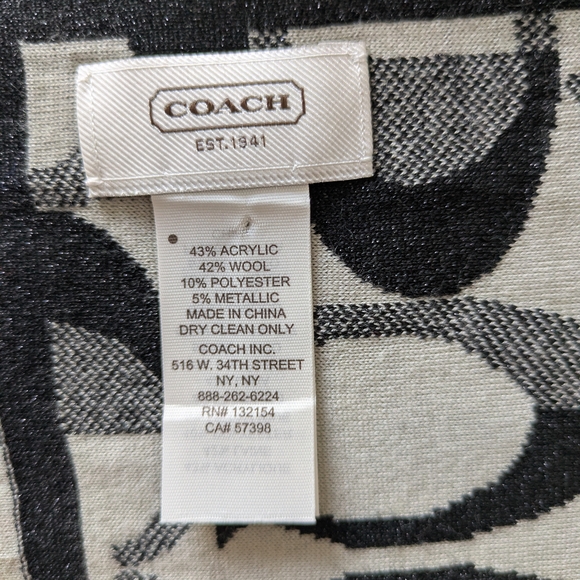 COACH
EST.1941
43% ACRYLIC
42% WOOL
10% POLYESTER
5% METALLIC
MADE IN CHINA
DRY CLEAN ONLY
COACH INC.
516 W. 34TH STREET
NY, NY
888-262-6224
RN# 132154
CA# 57398